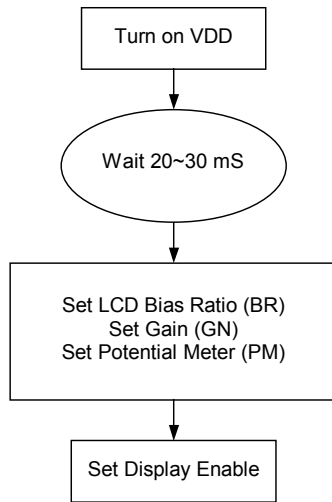 Turn on VDD
Wait 20~30 mS
Set LCD Bias Ratio (BR)
Set Gain (GN)
Set Potential Meter (PM)
Set Display Enable